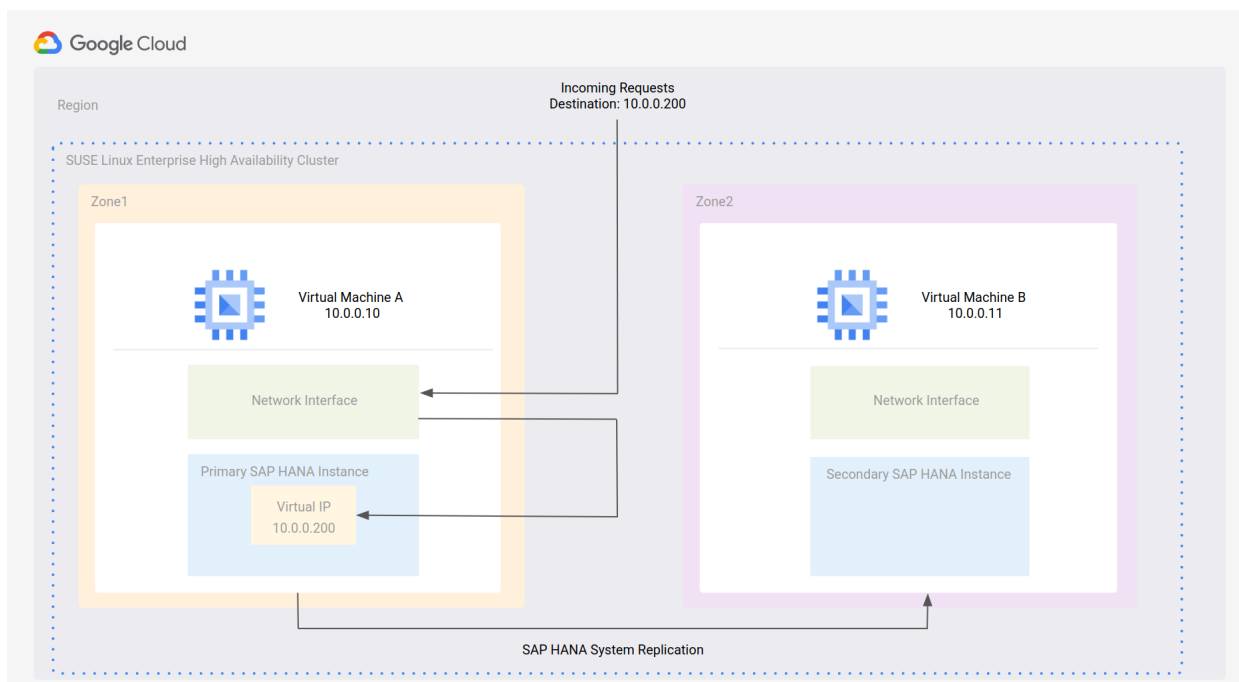 Google Cloud
Incoming Requests
Destination: 10.0.0.200
Region
SUSE Linux Enterprise High Availability Cluster
Zone1
Virtual Machine A
10.0.0.10
Network Interface
Primary SAP HANA Instance
Virtual IP
10.0.0.200
Zone2
Virtual Machine B
10.0.0.11
Network Interface
Secondary SAP HANA Instance
SAP HANA System Replication